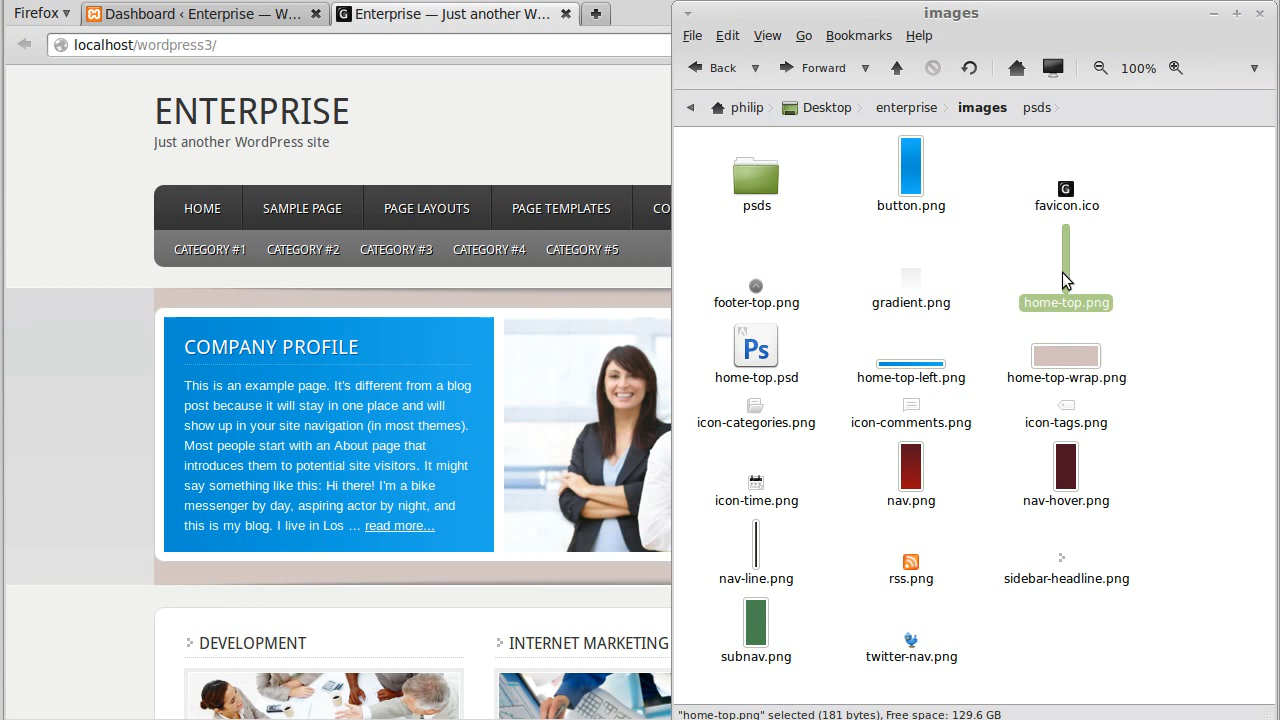 Firefox
Dashboard ‹ Enterprise — W...
Enterprise — Just another W...
localhost/wordpress3/
ENTERPRISE
Just another WordPress site
HOME
SAMPLE PAGE
PAGE LAYOUTS
PAGE TEMPLATES
CO
CATEGORY #1
CATEGORY #2
CATEGORY #3
CATEGORY #4
CATEGORY #5
COMPANY PROFILE
This is an example page. It's different from a blog
post because it will stay in one place and will
show up in your site navigation (in most themes).
Most people start with an About page that
introduces them to potential site visitors. It might
say something like this: Hi there! I'm a bike
messenger by day, aspiring actor by night, and
this is my blog. I live in Los … read more...
DEVELOPMENT
INTERNET MARKETING
images
File Edit View Go Bookmarks Help
Back
Forward
100%
philip
Desktop
enterprise
images
psds
psds
button.png
G
favicon.ico
footer-top.png
gradient.png
home-top.png
Ps
home-top.psd
home-top-left.png
home-top-wrap.png
icon-categories.png
icon-comments.png
icon-tags.png
icon-time.png
nav.png
nav-hover.png
nav-line.png
rss.png
sidebar-headline.png
subnav.png
twitter-nav.png
"home-top.png" selected (181 bytes), Free space: 129.6 GB